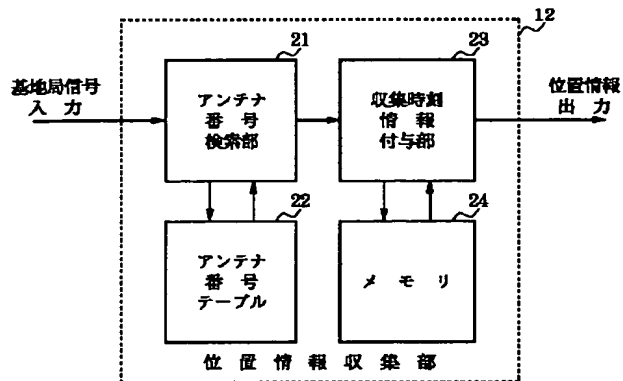 12
21
23
基地局信号
入力
アンテナ
番号
検索部
収集時刻
情報
付与部
位置情報
出力
22
24
アンテナ
番号
テーブル
メモリ
位置情報収集部